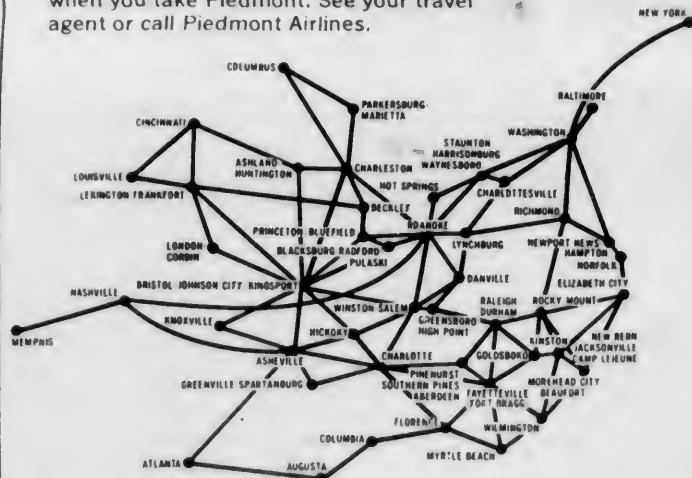 when you take Piedmont. See your travel
agent or call Piedmont Airlines.
NEW YORK
COLUMBUS
PARKERSBURG-
MARIETTA
BALTIMORE
CINCINNATI
WASHINGTON
STAUNTON
HARRISONBURG
WAYNESBORO
ASHLAND
HUNTINGTON
CHARLESTON
LOUISVILLE
HOT SPRINGS
CHARLOTTESVILLE
LEXINGTON FRANKFORT
BECKLEY
RICHMOND
PRINCETON BLUEFIELD
ROANOKE
LYNCHBURG
NEWPORT NEWS
HAMPTON
NORFOLK
LONDON
CORBIN
BLACKSBURG RADFORD
PULASKI
DANVILLE
ELIZABETH CITY
BRISTOL JOHNSON CITY KINGSPORT
NASHVILLE
WINSTON-SALEM
RALEIGH
DURHAM
ROCKY MOUNT
KNOXVILLE
GREENSBORO
HIGH POINT
HICKORY
KINSTON
NEW BERN
JACKSONVILLE
CAMP LEJEUNE
MEMPHIS
ASHEVILLE
CHARLOTTE
GOLDSBORO
GREENVILLE SPARTANBURG
PINEHURST
SOUTHERN PINES
ABERDEEN
FAYETTEVILLE
FORT BRAGG
MOREHEAD CITY
BEAUFORT
FLORENCE
WILMINGTON
COLUMBIA
MYRTLE BEACH
ATLANTA
AUGUSTA